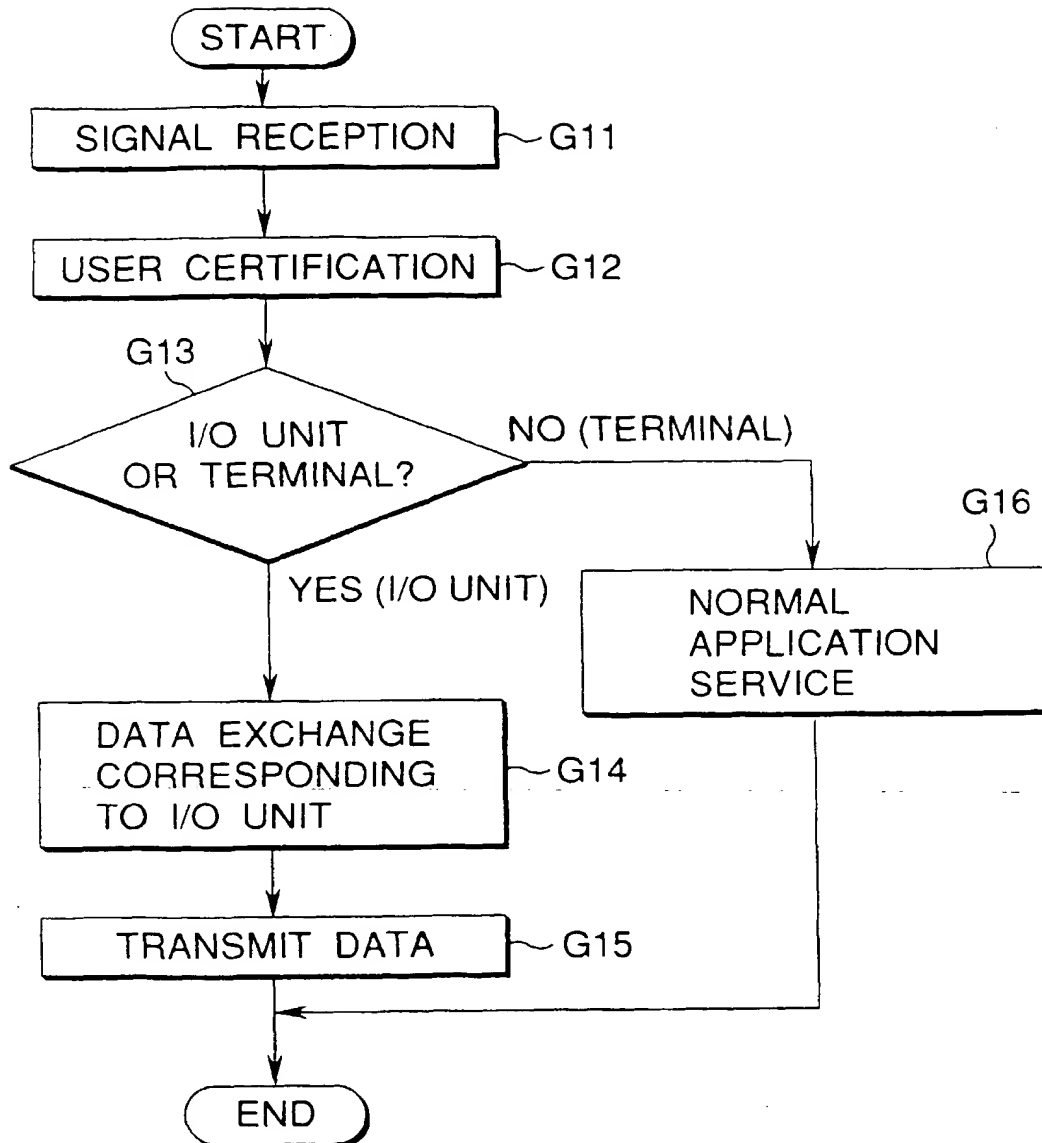 START
SIGNAL RECEPTION
G11
USER CERTIFICATION
G12
G13
I/O UNIT
OR TERMINAL?
NO (TERMINAL)
G16
YES (I/O UNIT)
NORMAL
APPLICATION
SERVICE
DATA EXCHANGE
CORRESPONDING
TO I/O UNIT
G14
TRANSMIT DATA
G15
END